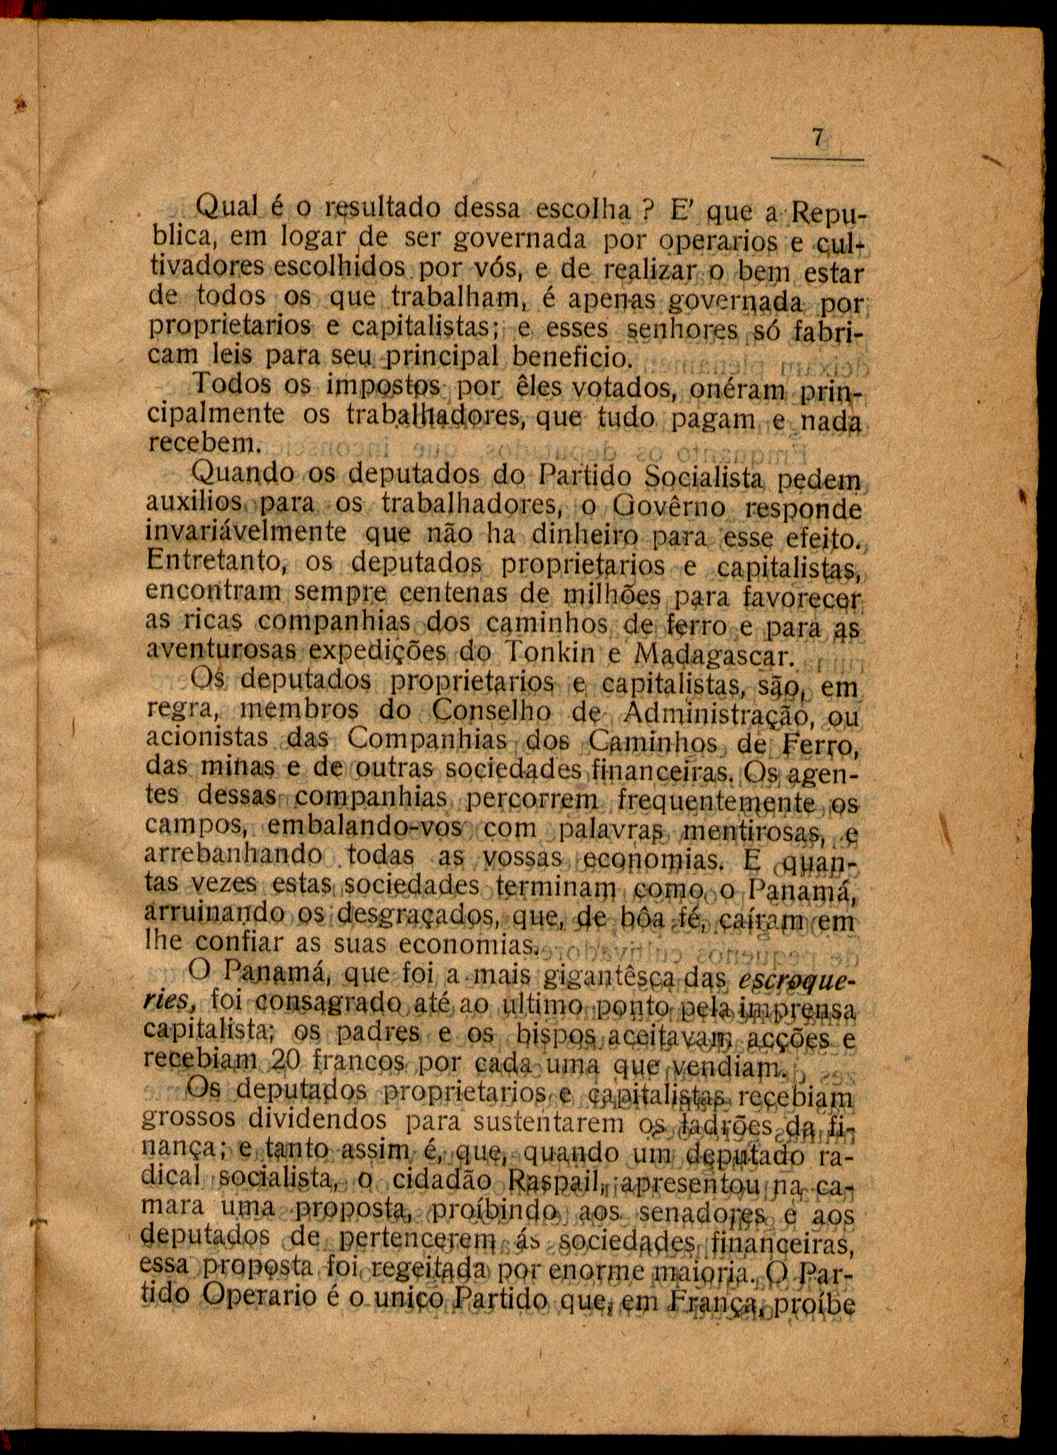 7
Qual é o resultado dessa escolha ? E' que a Repu-
blica, em logar de ser governada por operarios e cul-
tivadores escolhidos por vós, e de realizar o bem estar
de todos os que trabalham, é apenas governada por
proprietarios e capitalistas; e esses senhores só fabri-
cam leis para seu principal beneficio.
Todos os impostos por êles votados, onéram prin-
cipalmente os trabalhadores, que tudo pagam e nada
recebem.
Quando os deputados do Partido Socialista pedem
auxilios para os trabalhadores, o Govêrno responde
invariávelmente que não ha dinheiro para esse efeito.
Entretanto, os deputados proprietarios e capitalistas,
encontram sempre centenas de milhões para favorecer
as ricas companhias dos caminhos de ferro e para as
aventurosas expedições do Tonkin e Madagascar.
Os deputados proprietarios e capitalistas, são, em
regra, membros do Conselho de Administração, ou
acionistas das Companhias dos Caminhos de Ferro,
das minas e de outras sociedades financeiras. Os agen-
tes dessas companhias percorrem frequentemente os
campos, embalando-vos com palavras mentirosas, e
arrebanhando todas as vossas economias. E quan-
tas vezes estas sociedades terminam como o Panamá,
arruinando os desgraçados, que, de bôa fé, caíram em
lhe confiar as suas economias.
O Panamá, que foi a mais gigantêsca das escroque-
ries, foi consagrado até ao ultimo ponto pela imprensa
capitalista; os padres e os bispos aceitavam acções e
recebiam 20 francos por cada uma que vendiam.
Os deputados proprietarios e capitalistas recebiam
grossos dividendos para sustentarem os ladrões da fi-
nança; e tanto assim é, que, quando um deputado ra-
dical socialista, o cidadão Raspail, apresentou na ca-
mara uma proposta, proíbindo aos senadores e aos
deputados de pertencerem ás sociedades financeiras,
essa proposta foi regeitada por enorme maioria. O Par-
tido Operario é o unico Partido que, em França, proíbe